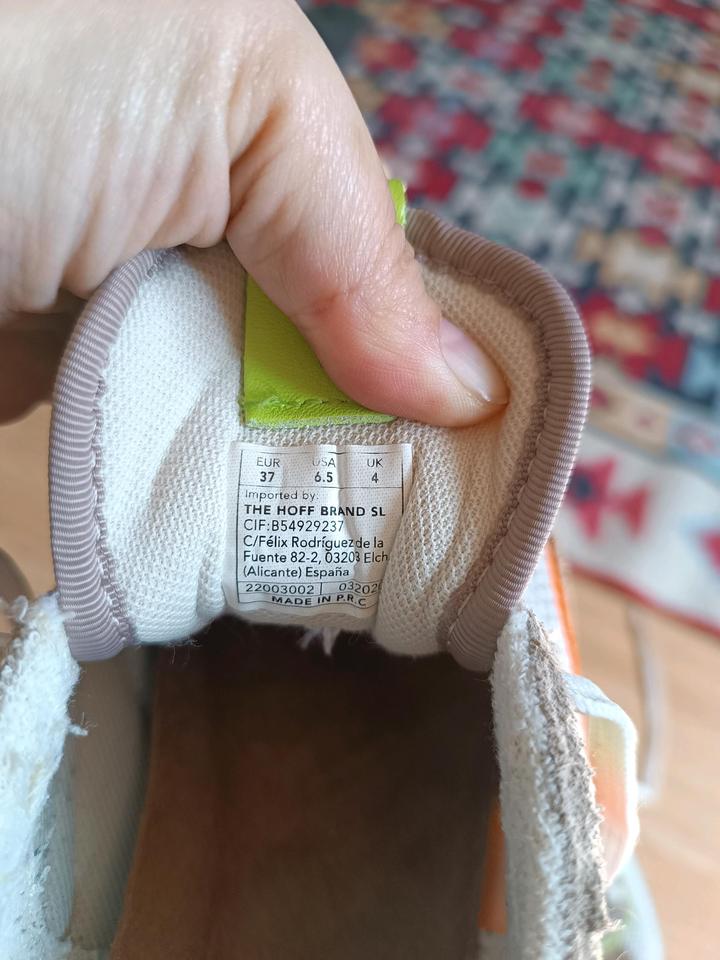 EUR USA UK
37 6.5 4
Imported by:
THE HOFF BRAND SL
CIF:B54929237
C/Félix Rodríguez de la
Fuente 82-2, 03203 Elch
(Alicante) España
22003002 03202
MADE IN P.R.C